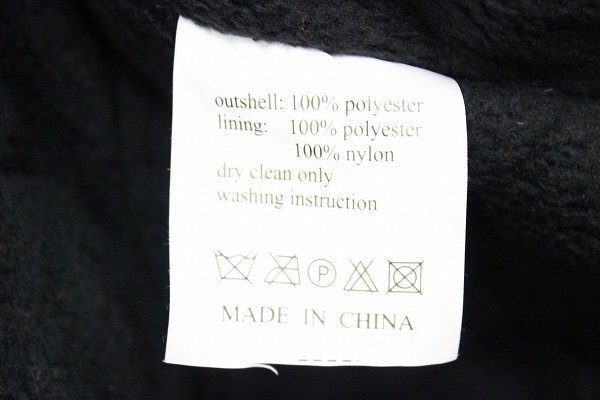 outshell: 100% polyester
lining: 100% polyester
100% nylon
dry clean only
washing instruction
P
MADE IN CHINA